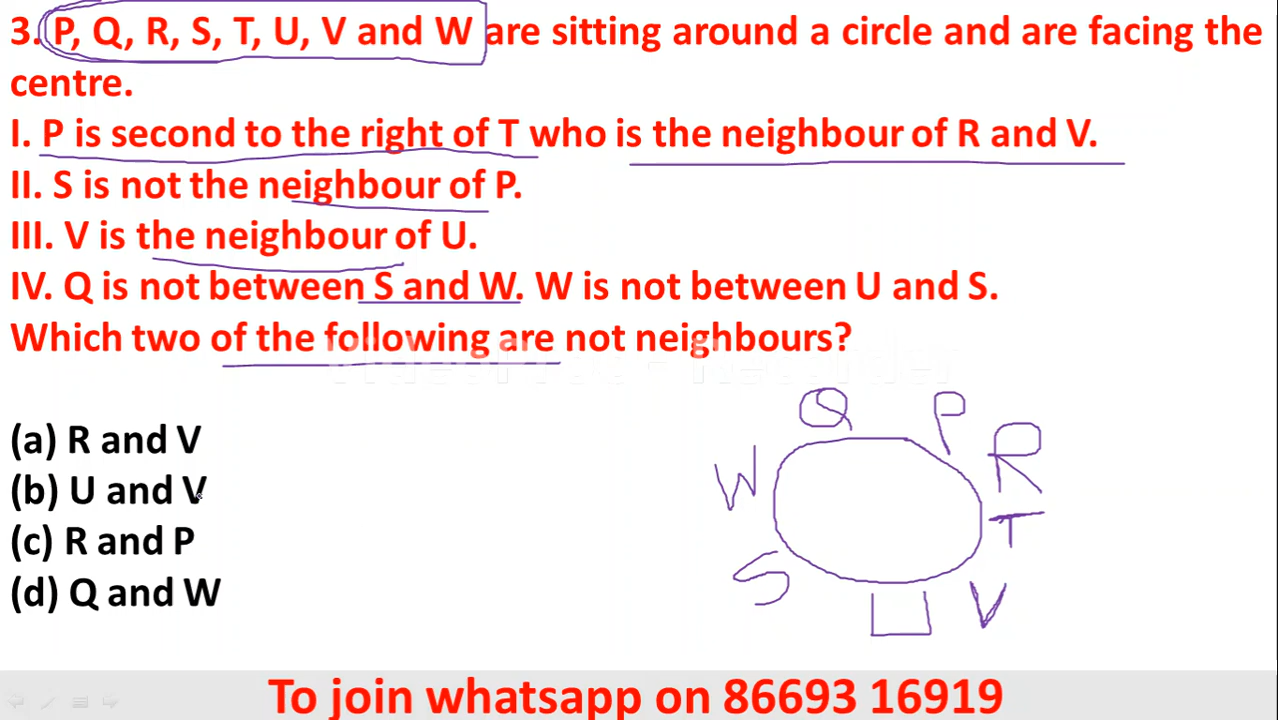 3. P, Q, R, S, T, U, V and W are sitting around a circle and are facing the
centre.
I. P is second to the right of T who is the neighbour of R and V.
II. S is not the neighbour of P.
III. V is the neighbour of U.
IV. Q is not between S and W. W is not between U and S.
Which two of the following are not neighbours?
(a) R and V
(b) U and V
(c) R and P
(d) Q and W
Q P
R
W
T
S
U V
To join whatsapp on 86693 16919